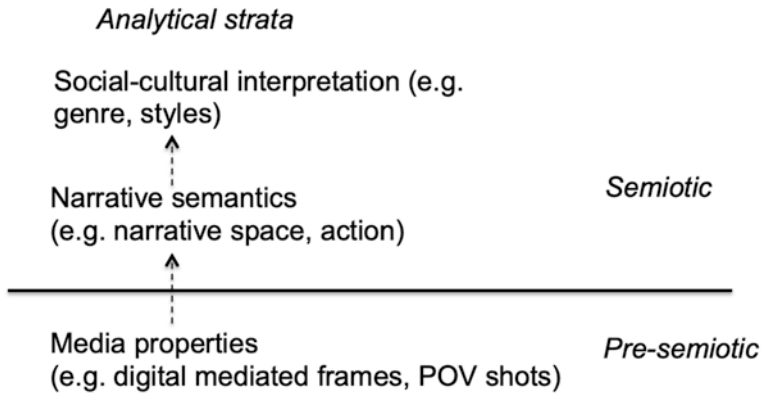 Analytical strata
Social-cultural interpretation (e.g.
genre, styles)
Narrative semantics
(e.g. narrative space, action)
Semiotic
Media properties
(e.g. digital mediated frames, POV shots)
Pre-semiotic